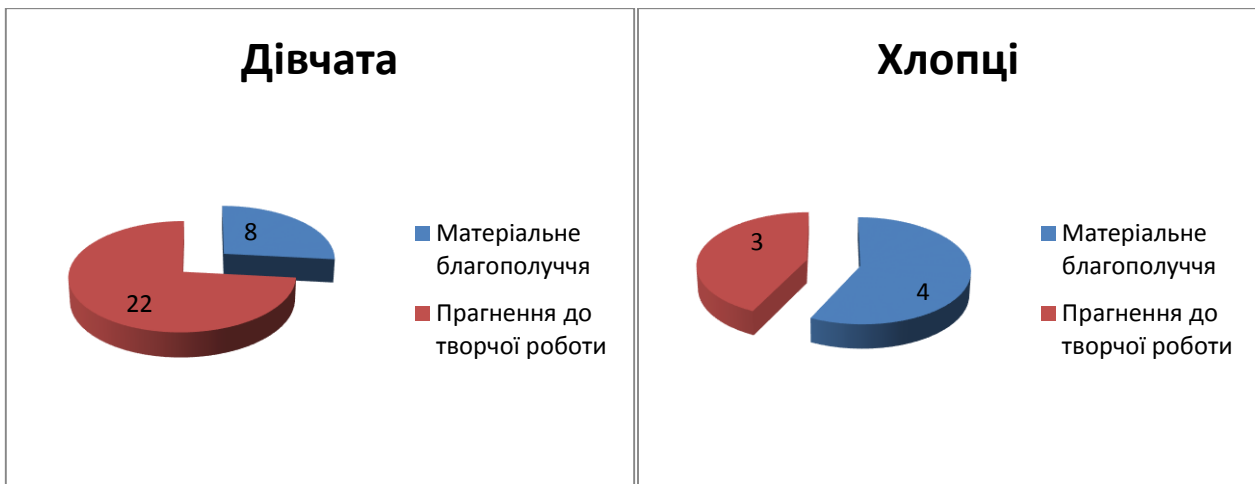 Дівчата
8
22
Матеріальне
благополуччя
Прагнення до
творчої роботи
Хлопці
3
4
Матеріальне
благополуччя
Прагнення до
творчої роботи